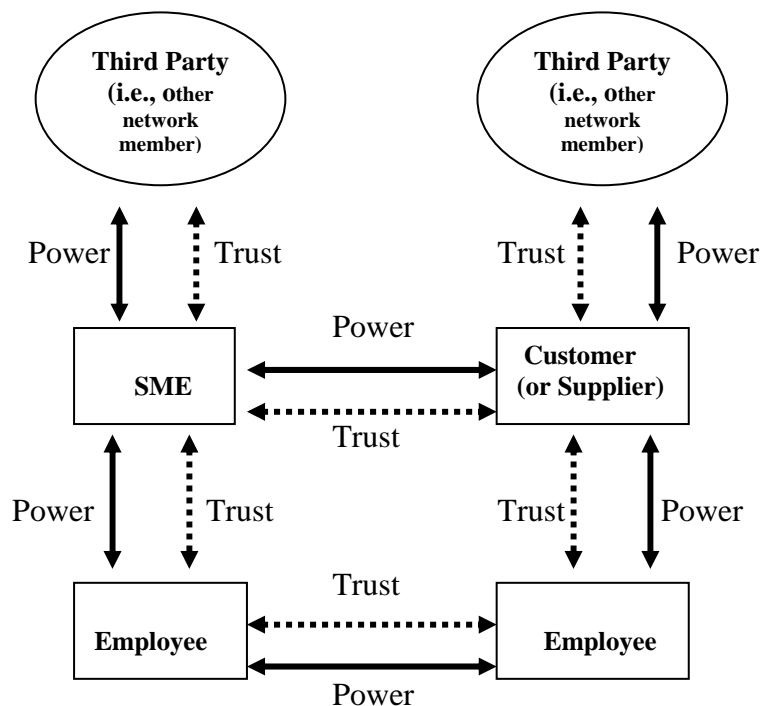 Third Party
(i.e., other
network
member)
Third Party
(i.e., other
network
member)
Power
Trust
Trust
Power
Power
SME
Customer
(or Supplier)
Trust
Power
Trust
Trust
Power
Trust
Employee
Employee
Power